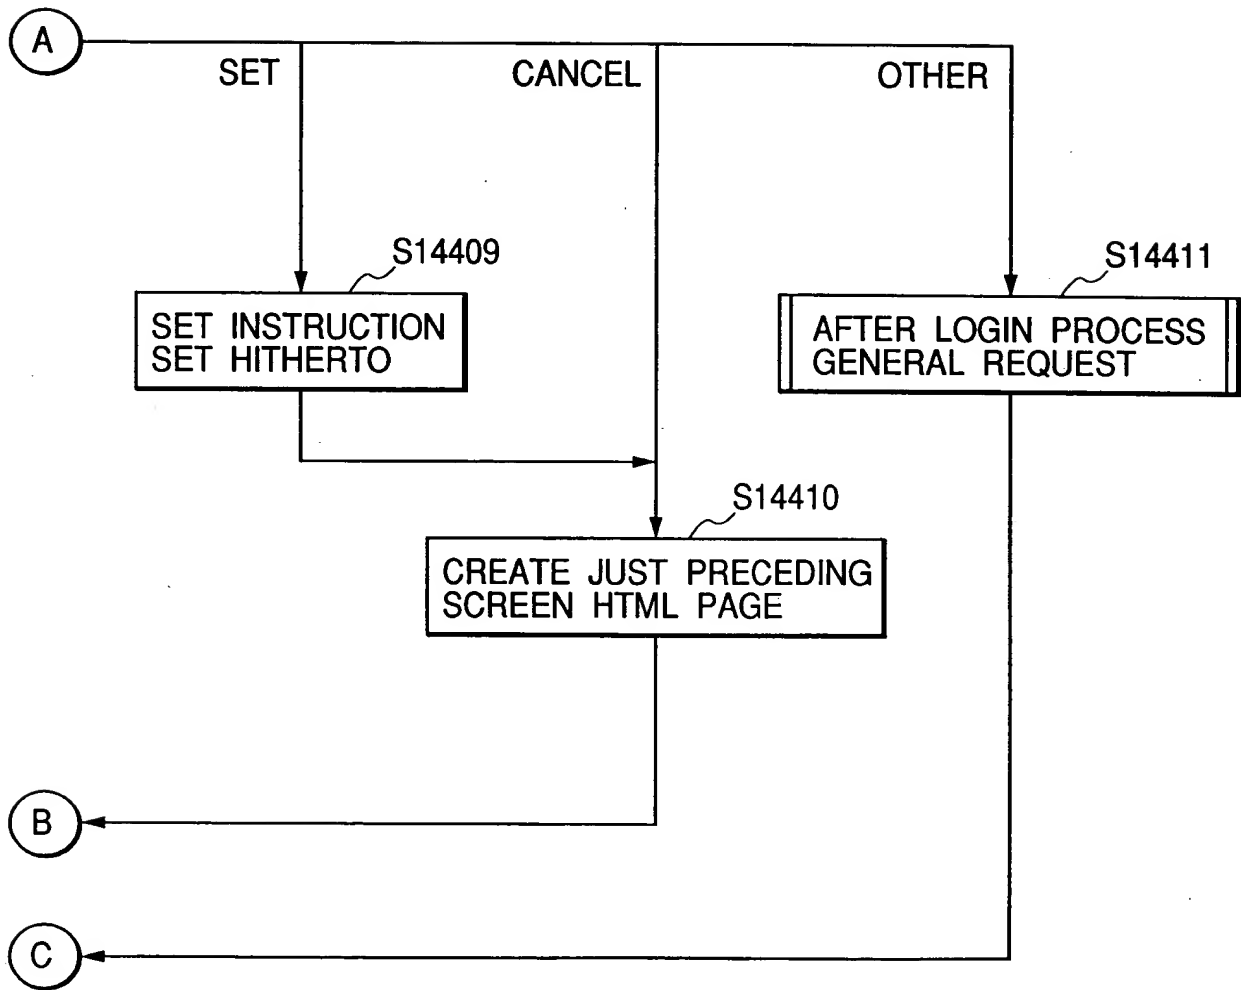 A
SET
CANCEL
OTHER
S14409
S14411
SET INSTRUCTION
SET HITHERTO
AFTER LOGIN PROCESS
GENERAL REQUEST
S14410
CREATE JUST PRECEDING
SCREEN HTML PAGE
B
C